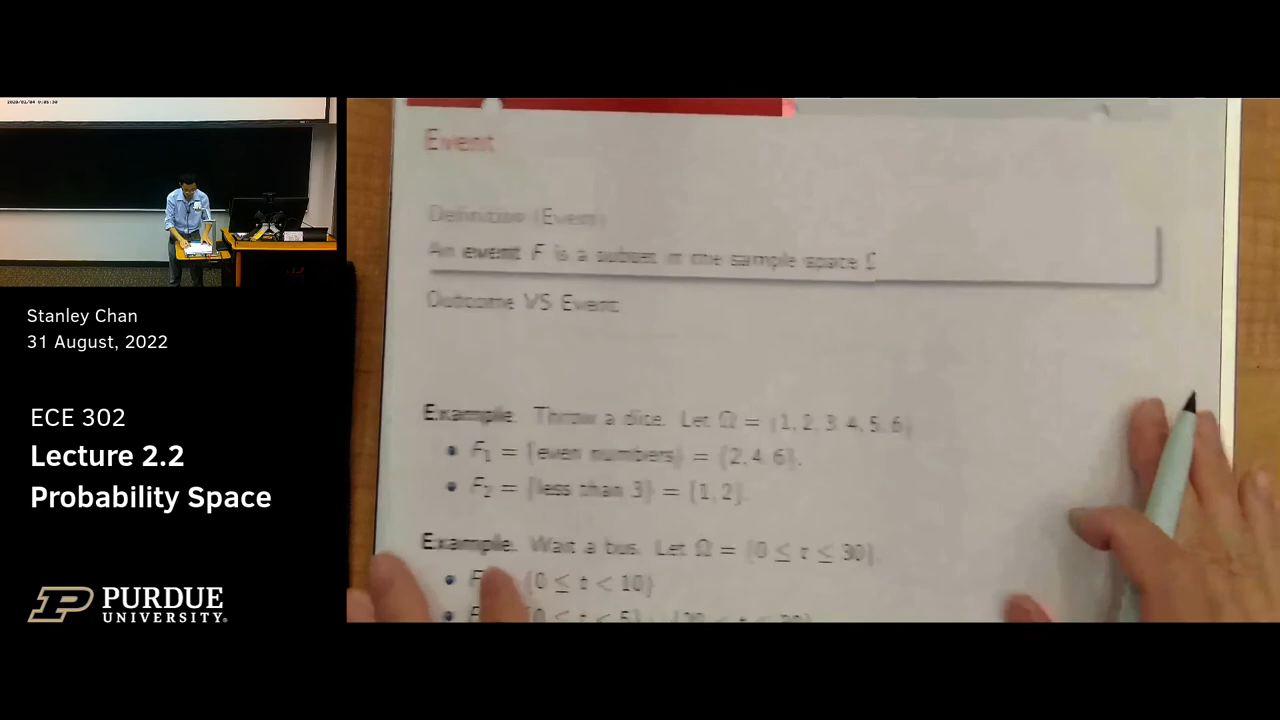 Stanley Chan
31 August, 2022
ECE 302
Lecture 2.2
Probability Space
PURDUE
UNIVERSITY.
Event
Definition (Event)
An event F is a subset in the sample space Ω
Outcome VS Event
Example. Throw a dice. Let Ω = {1, 2, 3, 4, 5, 6}
F₁ = {even numbers} = {2, 4, 6}.
F₂ = {less than 3} = {1, 2}.
Example. Wait a bus. Let Ω = {0 ≤ t ≤ 30}.
F {0 ≤ t < 10}